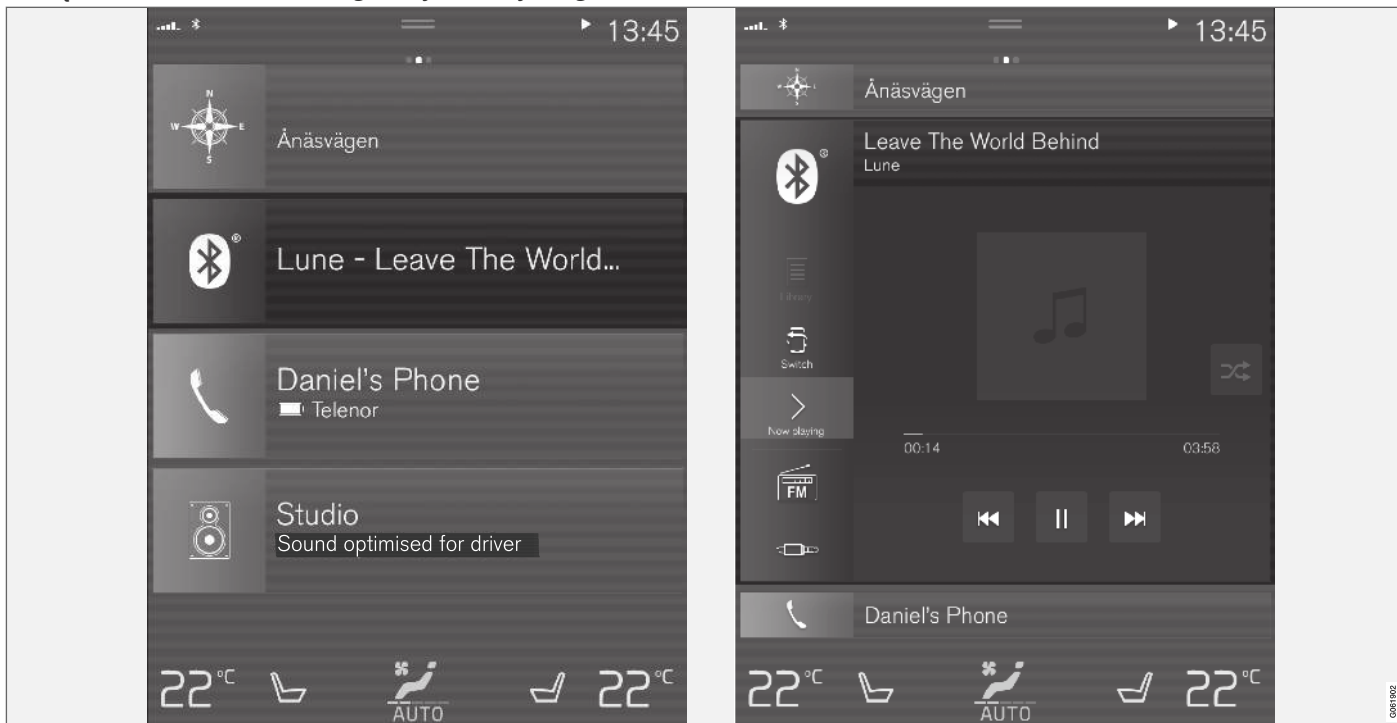 13:45
N
W
E
S
Ånäsvägen
®
Lune - Leave The World...
Daniel's Phone
Telenor
Studio
Sound optimised for driver
22°C
AUTO
22°C
13:45
Ånäsvägen
®
Leave The World Behind
Lune
Library
Switch
Now playing
00:14
03:58
FM
Daniel's Phone
22°C
AUTO
22°C
G061902